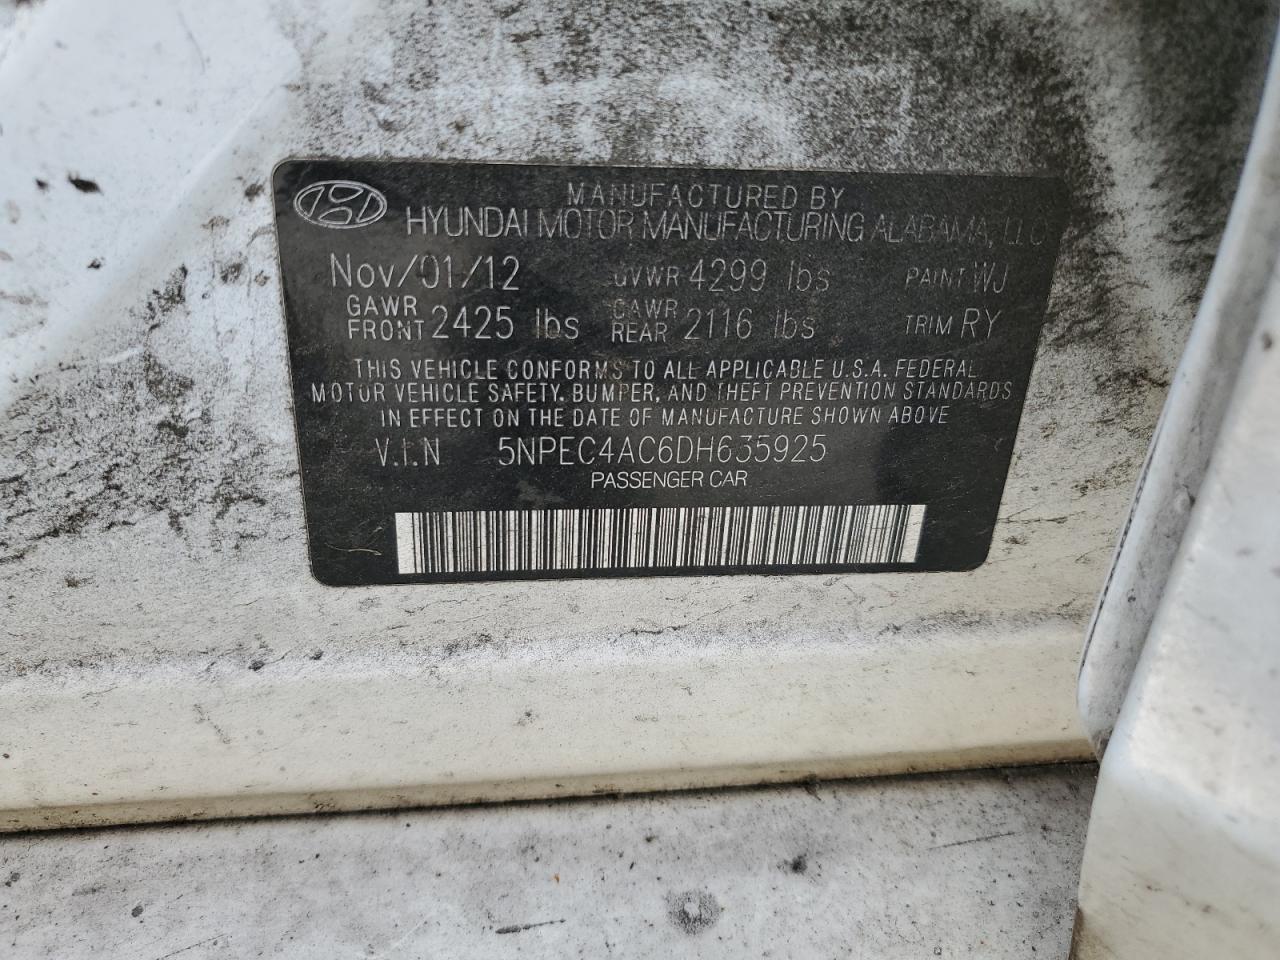 MANUFACTURED BY
HYUNDAI MOTOR MANUFACTURING ALABAMA, LLC
Nov/01/12 GVWR 4299 lbs PAINT WJ
GAWR FRONT 2425 lbs GAWR REAR 2116 lbs TRIM RY
THIS VEHICLE CONFORMS TO ALL APPLICABLE U.S.A. FEDERAL
MOTOR VEHICLE SAFETY, BUMPER, AND THEFT PREVENTION STANDARDS
IN EFFECT ON THE DATE OF MANUFACTURE SHOWN ABOVE
V.I.N 5NPEC4AC6DH635925
PASSENGER CAR